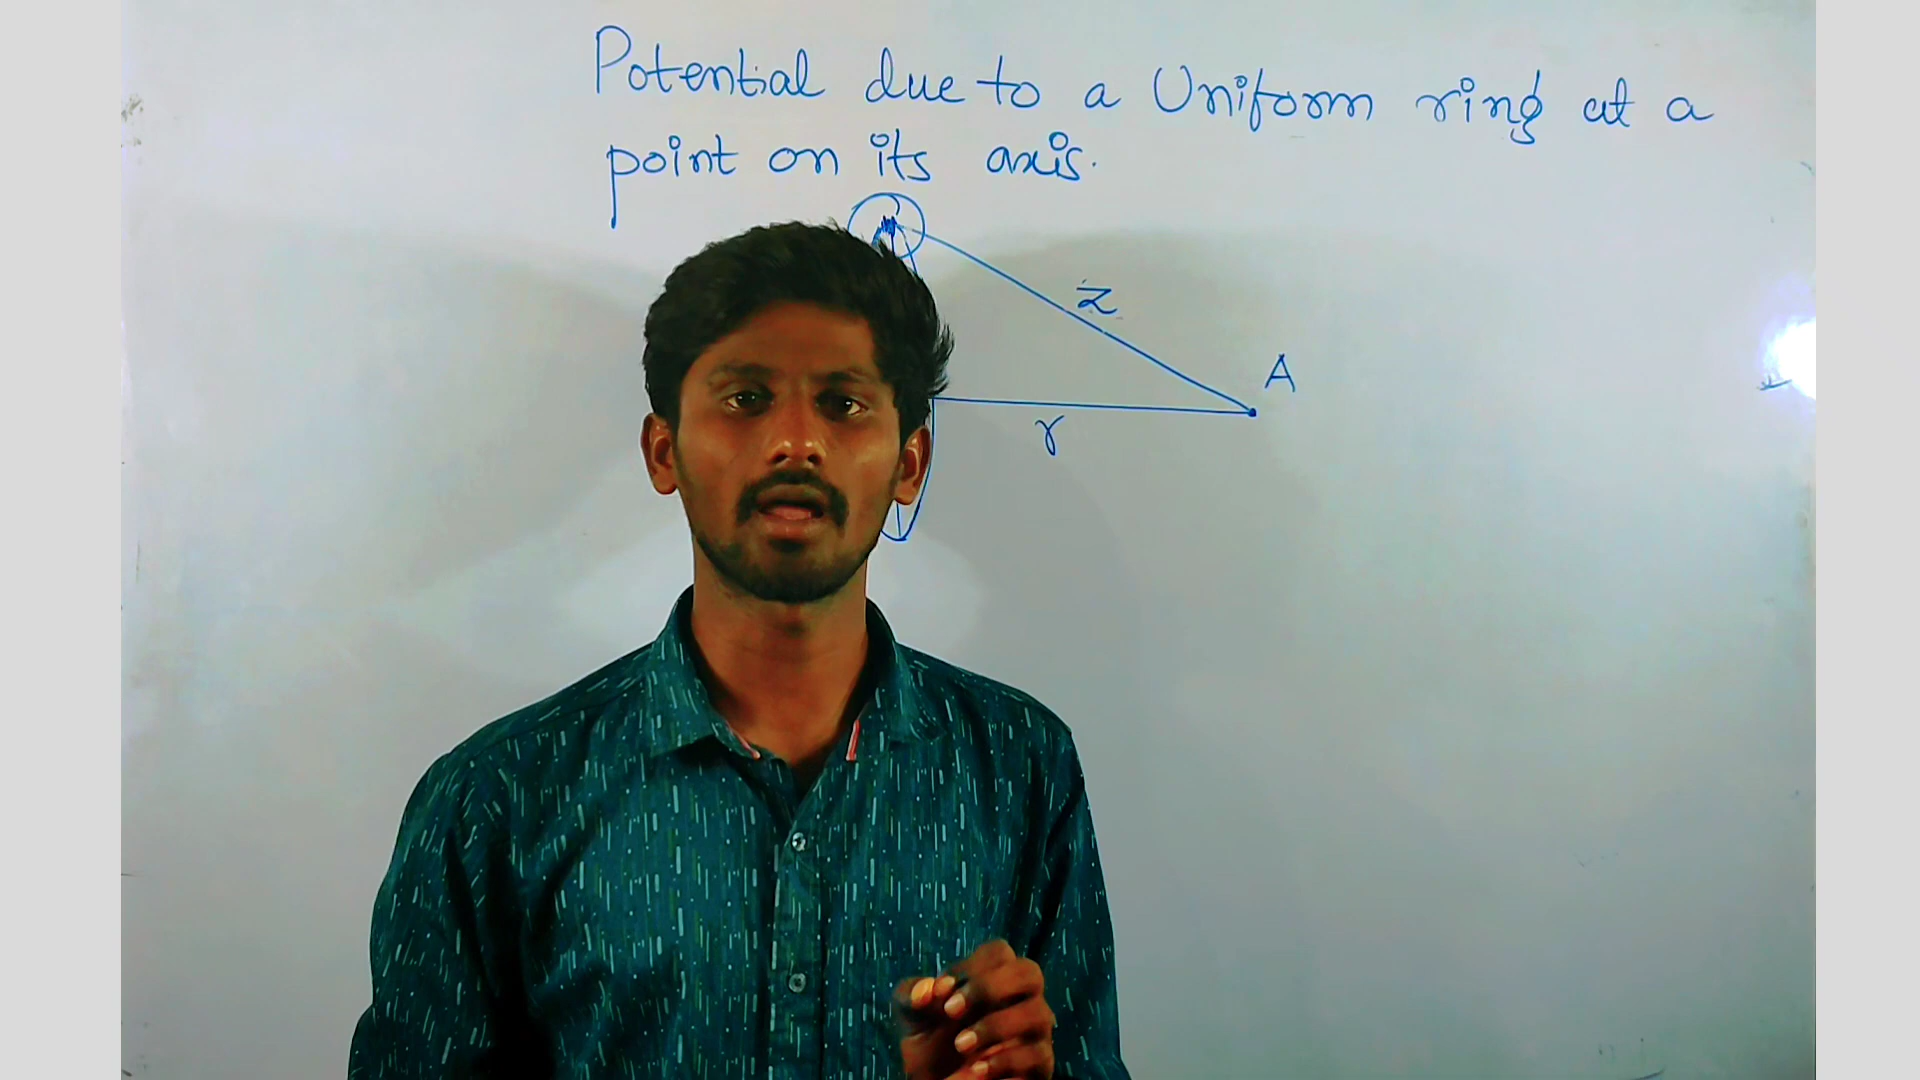 Potential due to a Uniform ring at a
point on its axis.
z
A
r